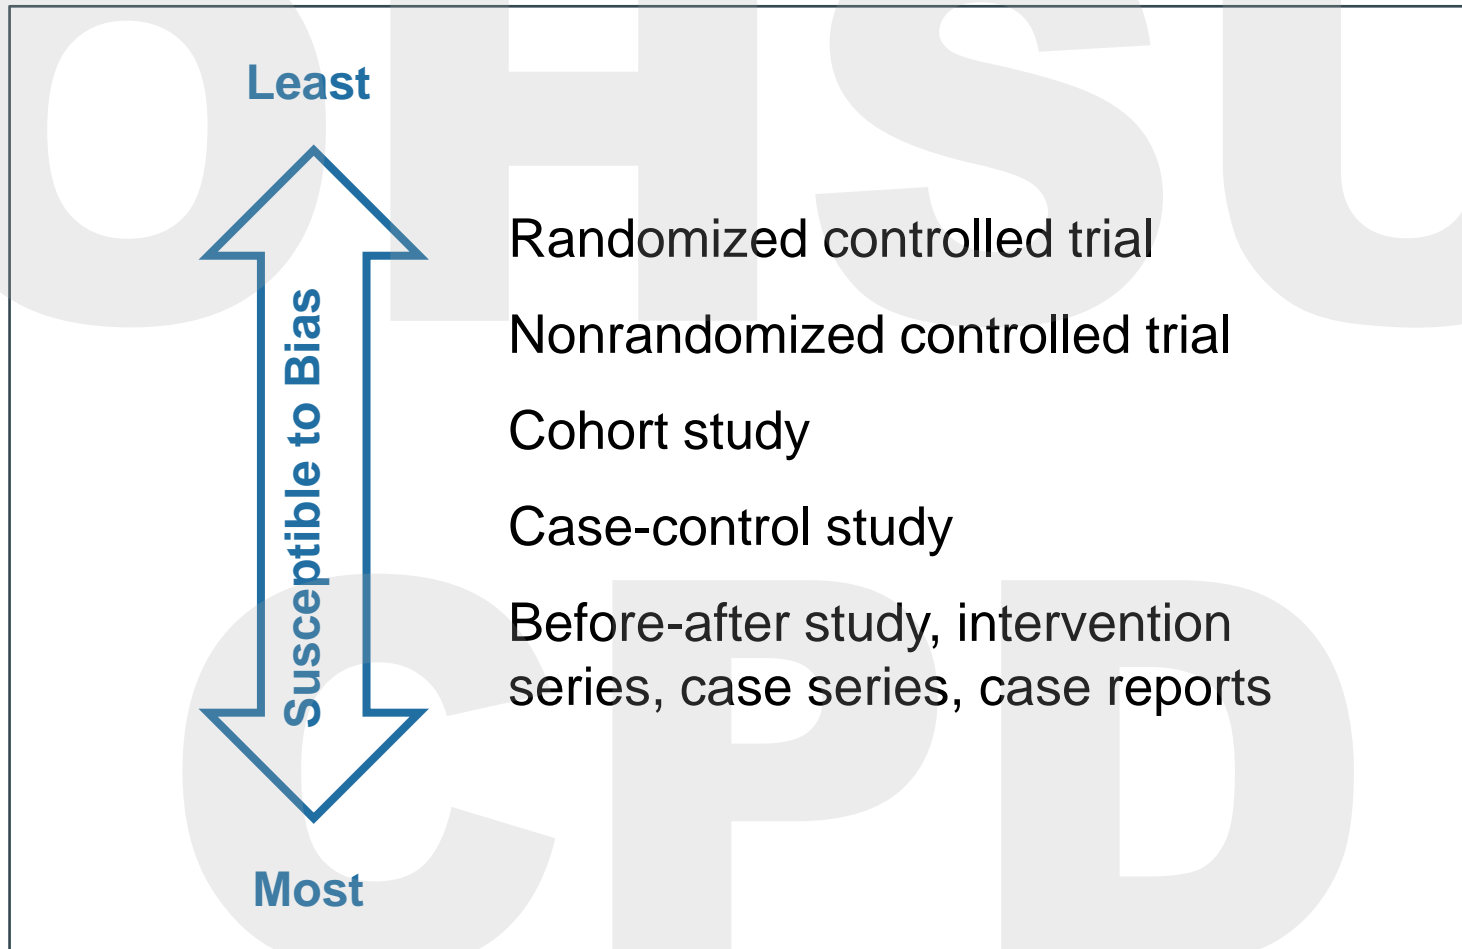 OHSU
Least
Susceptible to Bias
Randomized controlled trial
Nonrandomized controlled trial
Cohort study
Case-control study
Before-after study, intervention
series, case series, case reports
CPD
Most